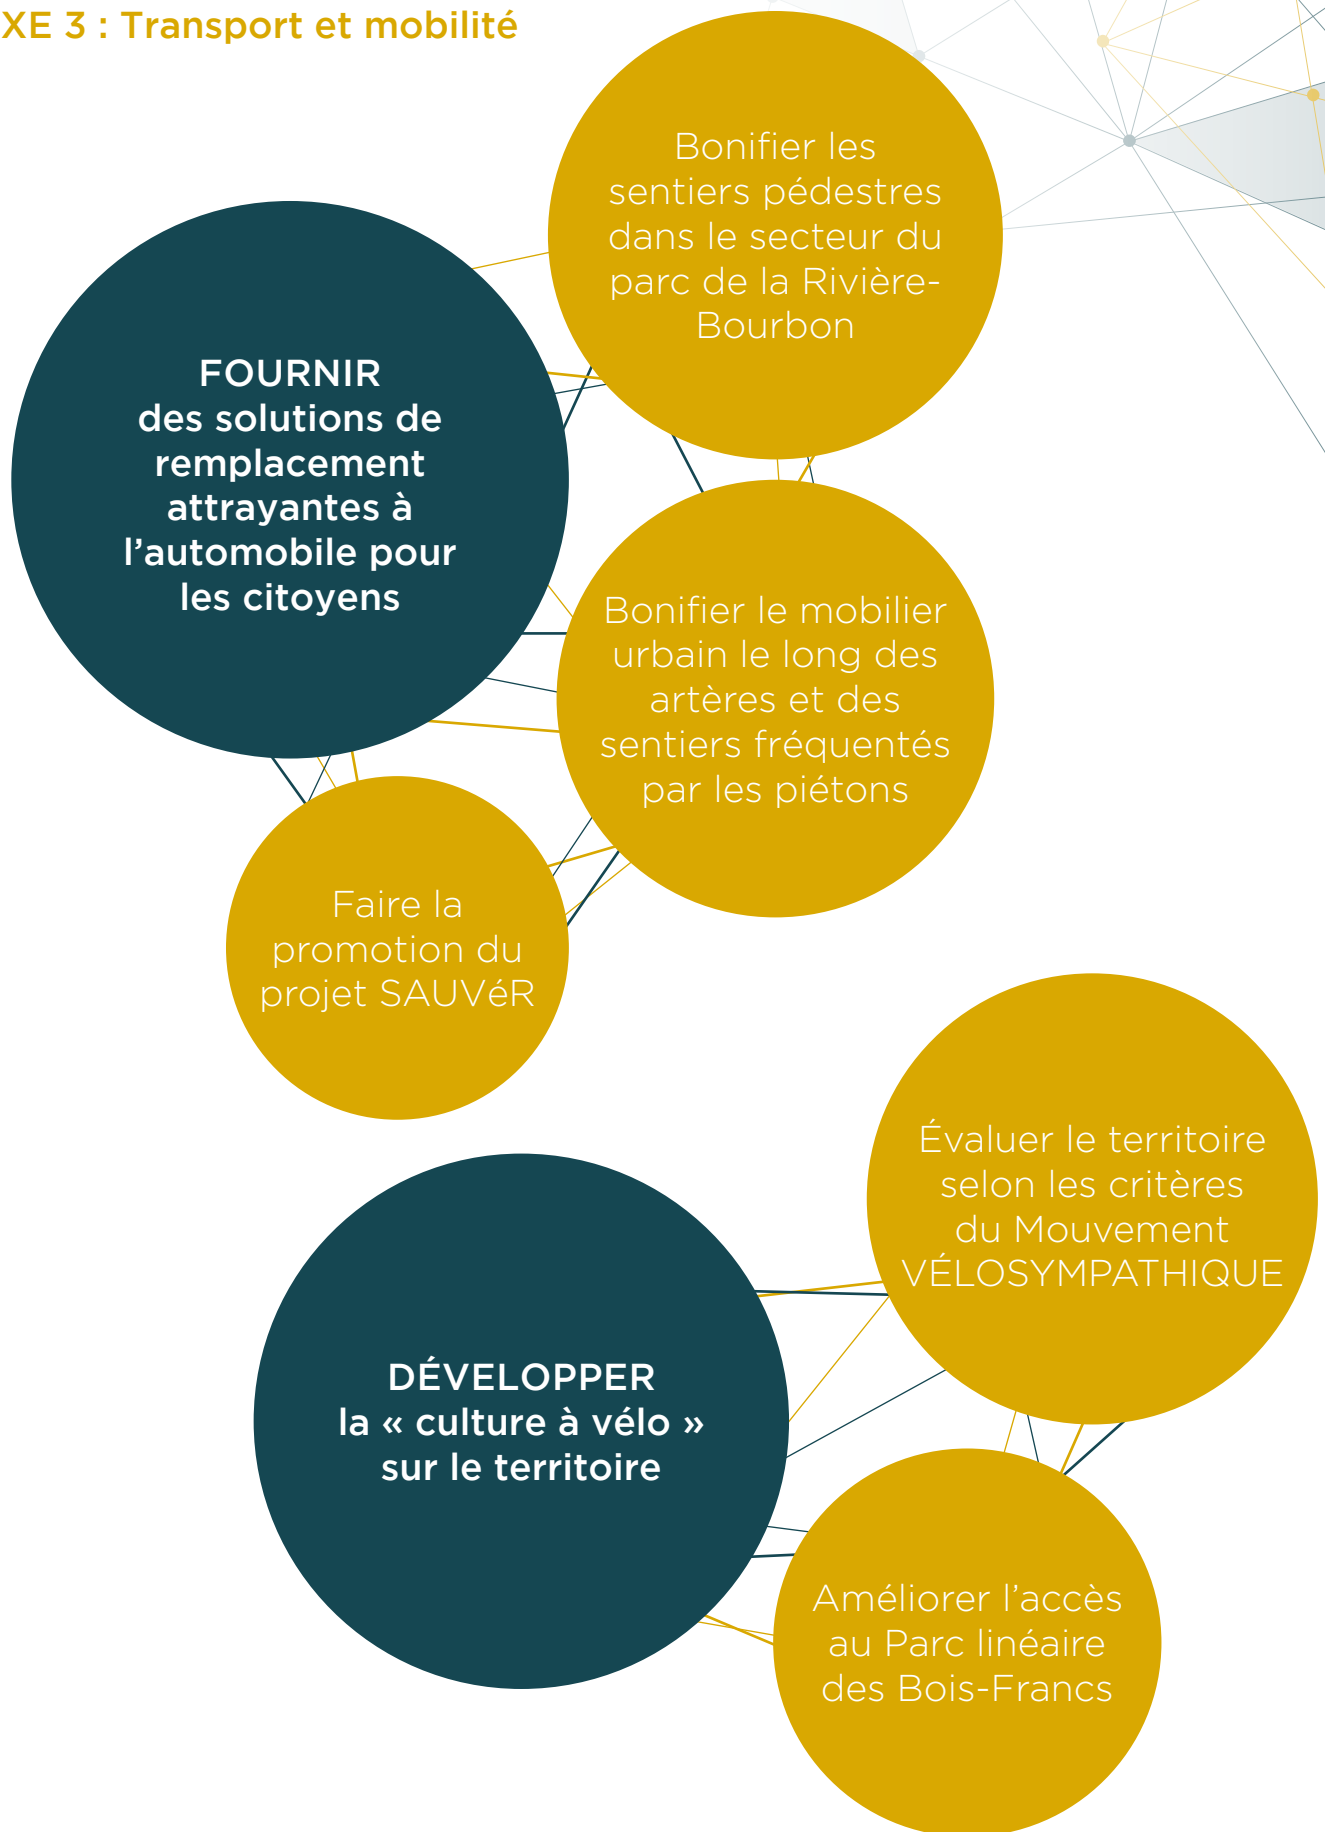 XE 3 : Transport et mobilité
Bonifier les
sentiers pédestres
dans le secteur du
parc de la Rivière-
Bourbon
FOURNIR
des solutions de
remplacement
attrayantes à
l’automobile pour
les citoyens
Bonifier le mobilier
urbain le long des
artères et des
sentiers fréquentés
par les piétons
Faire la
promotion du
projet SAUVéR
Évaluer le territoire
selon les critères
du Mouvement
VÉLOSYMPATHIQUE
DÉVELOPPER
la « culture à vélo »
sur le territoire
Améliorer l’accès
au Parc linéaire
des Bois-Francs